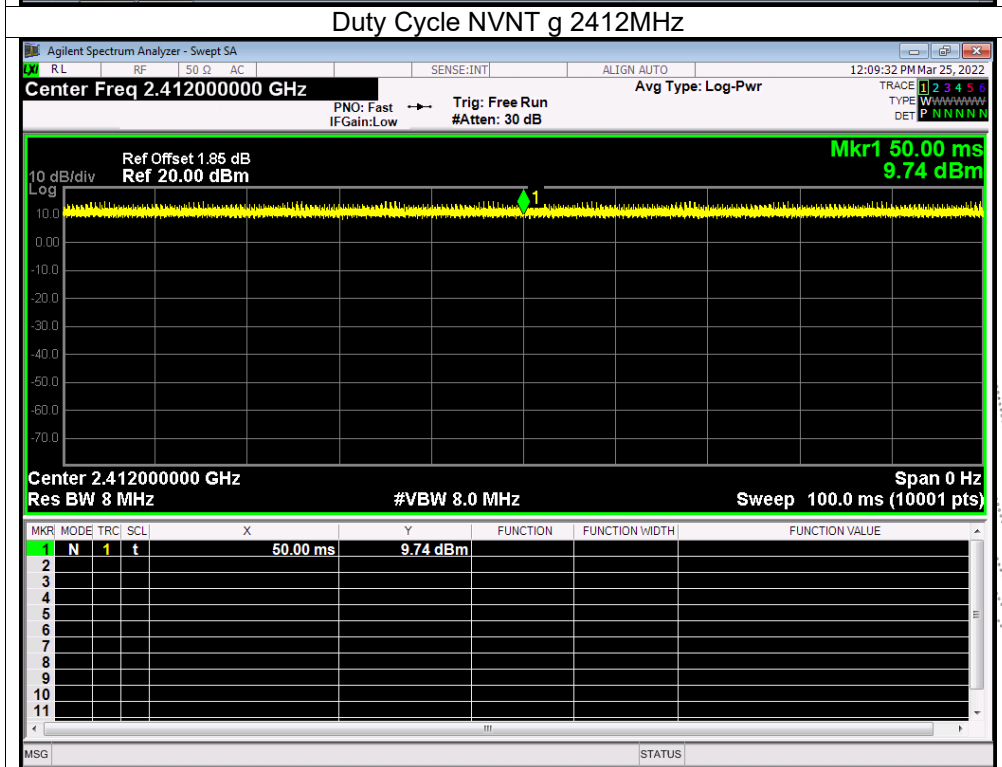 Duty Cycle NVNT g 2412MHz
Agilent Spectrum Analyzer - Swept SA
LXI RL RF 50 Ω AC SENSE:INT ALIGN AUTO 12:09:32 PM Mar 25, 2022
Center Freq 2.412000000 GHz Avg Type: Log-Pwr TRACE 1 2 3 4 5 6
PNO: Fast Trig: Free Run TYPE WWWWWW
IFGain:Low #Atten: 30 dB DET P N N N N N
Mkr1 50.00 ms
9.74 dBm
Ref Offset 1.85 dB
10 dB/div Ref 20.00 dBm
Log
1
10.0
0.00
-10.0
-20.0
-30.0
-40.0
-50.0
-60.0
-70.0
Center 2.412000000 GHz Span 0 Hz
Res BW 8 MHz #VBW 8.0 MHz Sweep 100.0 ms (10001 pts)
MKR MODE TRC SCL X Y FUNCTION FUNCTION WIDTH FUNCTION VALUE
1 N 1 t 50.00 ms 9.74 dBm
2
3
4
5
6
7
8
9
10
11
MSG STATUS